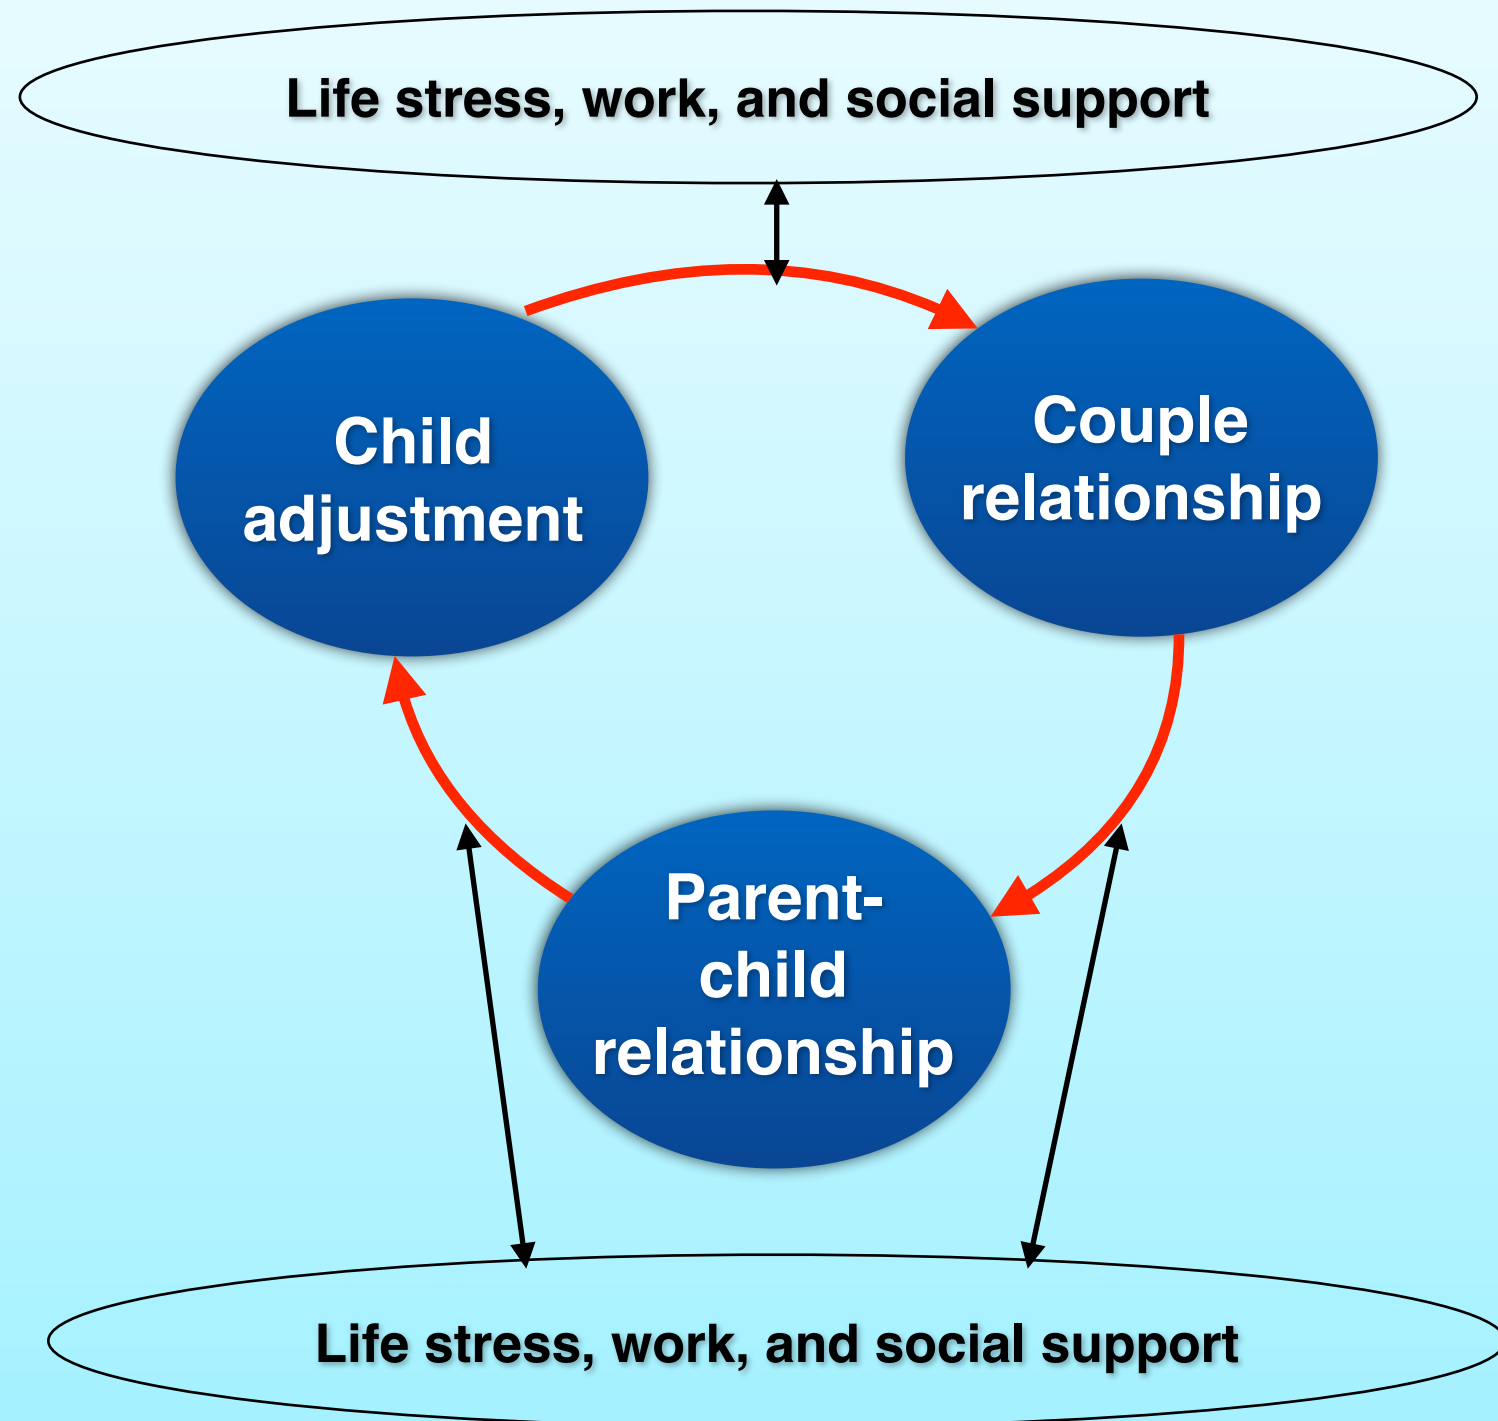 Life stress, work, and social support
Child
adjustment
Couple
relationship
Parent-
child
relationship
Life stress, work, and social support